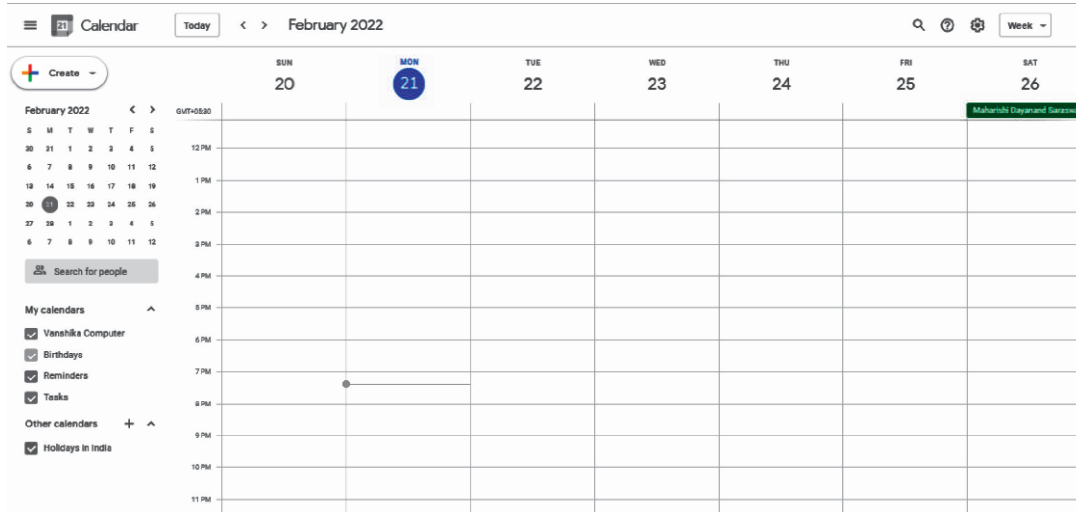 21 Calendar Today February 2022 Week
Create
SUN MON TUE WED THU FRI SAT
20 21 22 23 24 25 26
February 2022
GMT+05:30
Maharishi Dayanand Saraswa
S M T W T F S
30 31 1 2 3 4 5
6 7 8 9 10 11 12
13 14 15 16 17 18 19
20 21 22 23 24 25 26
27 28 1 2 3 4 5
6 7 8 9 10 11 12
Search for people
My calendars
Vanshika Computer
Birthdays
Reminders
Tasks
Other calendars
Holidays in India
12 PM
1 PM
2 PM
3 PM
4 PM
5 PM
6 PM
7 PM
8 PM
9 PM
10 PM
11 PM